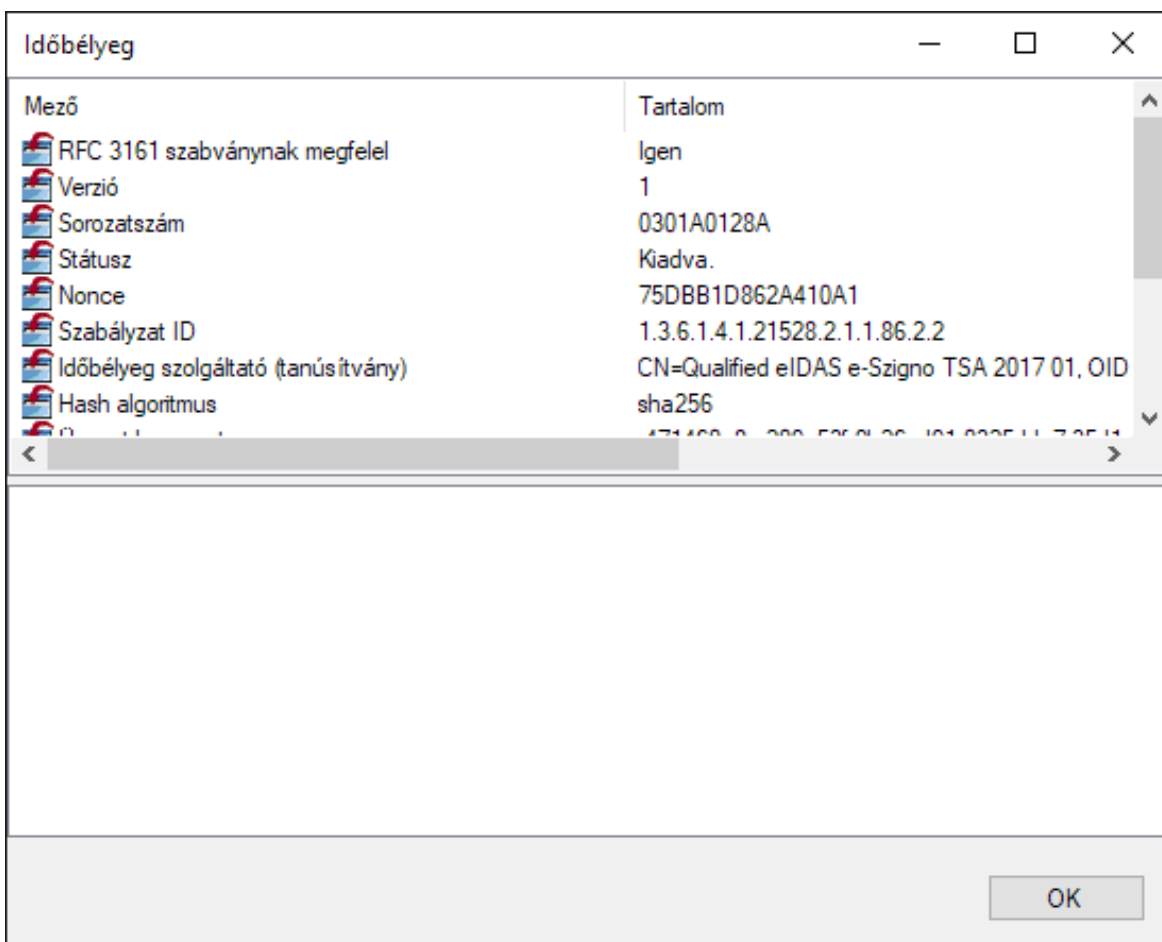 Időbélyeg
Mező Tartalom
RFC 3161 szabványnak megfelel Igen
Verzió 1
Sorozatszám 0301A0128A
Státusz Kiadva.
Nonce 75DBB1D862A410A1
Szabályzat ID 1.3.6.1.4.1.21528.2.1.1.86.2.2
Időbélyeg szolgáltató (tanúsítvány) CN=Qualified eIDAS e-Szigno TSA 2017 01, OID
Hash algoritmus sha256
OK